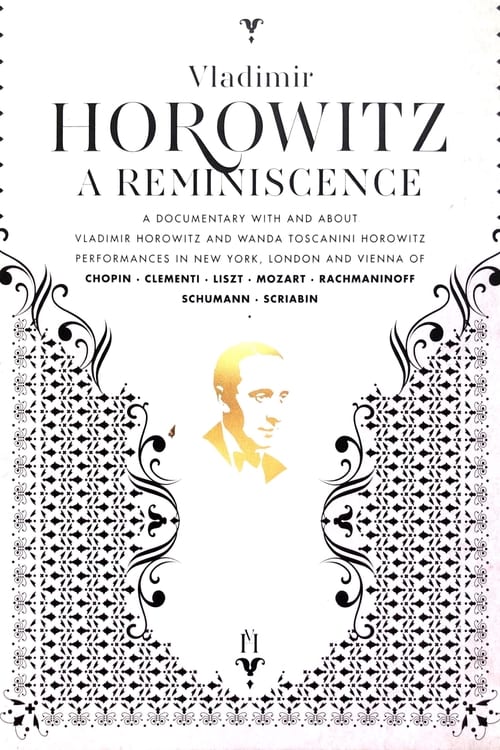 Vladimir
HOROWITZ
A REMINISCENCE
A DOCUMENTARY WITH AND ABOUT
VLADIMIR HOROWITZ AND WANDA TOSCANINI HOROWITZ
PERFORMANCES IN NEW YORK, LONDON AND VIENNA OF
CHOPIN · CLEMENTI · LISZT · MOZART · RACHMANINOFF
SCHUMANN · SCRIABIN